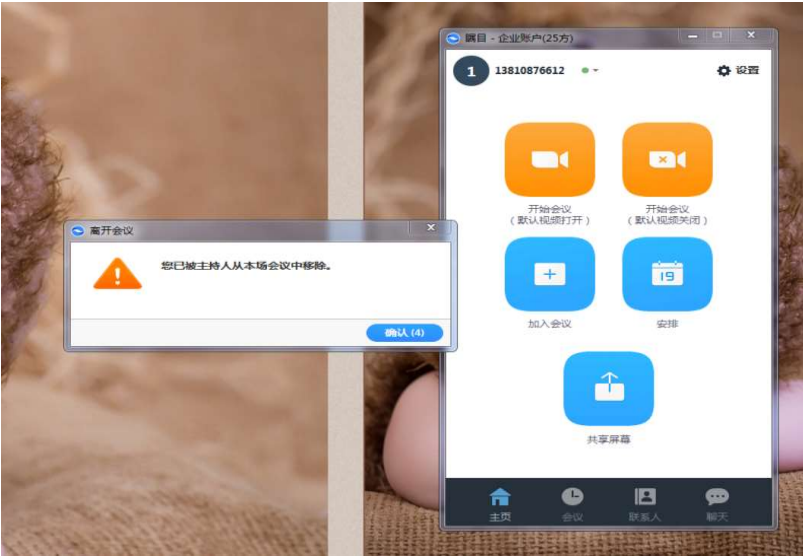 瞩目 - 企业账户(25方)
1 13810876612 设置
开始会议
(默认视频打开)
开始会议
(默认视频关闭)
离开会议
您已被主持人从本场会议中移除。
确认 (4)
加入会议
19
安排
共享屏幕
主页 会议 联系人 聊天